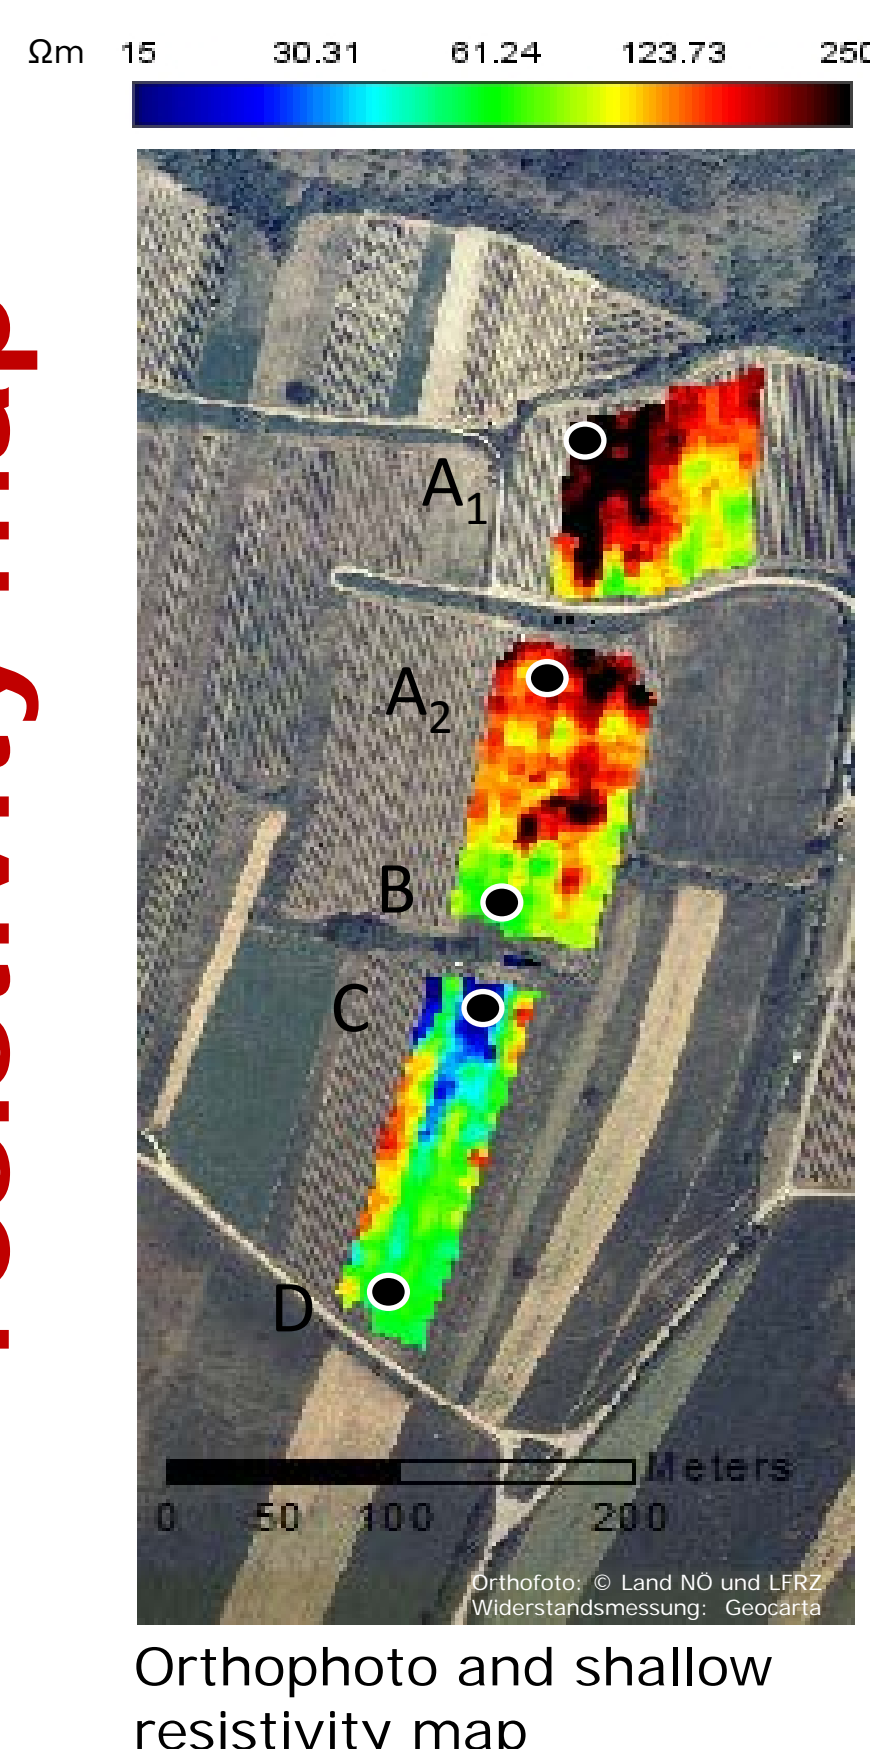 Ωm 15 30.31 61.24 123.73 250
A1
A2
B
C
D
Meters
0 50 100 200
Orthofoto: © Land NÖ und LFRZ
Widerstandsmessung: Geocarta
Orthophoto and shallow
resistivity map